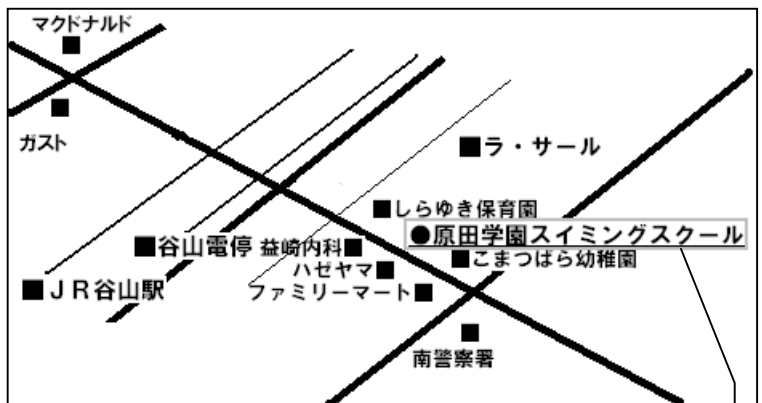 マクドナルド
ガスト
■ラ・サール
しらゆき保育園
●原田学園スイミングスクール
谷山電停
益崎内科
こまつばら幼稚園
ハゼヤマ
JR谷山駅
ファミリーマート
南警察署